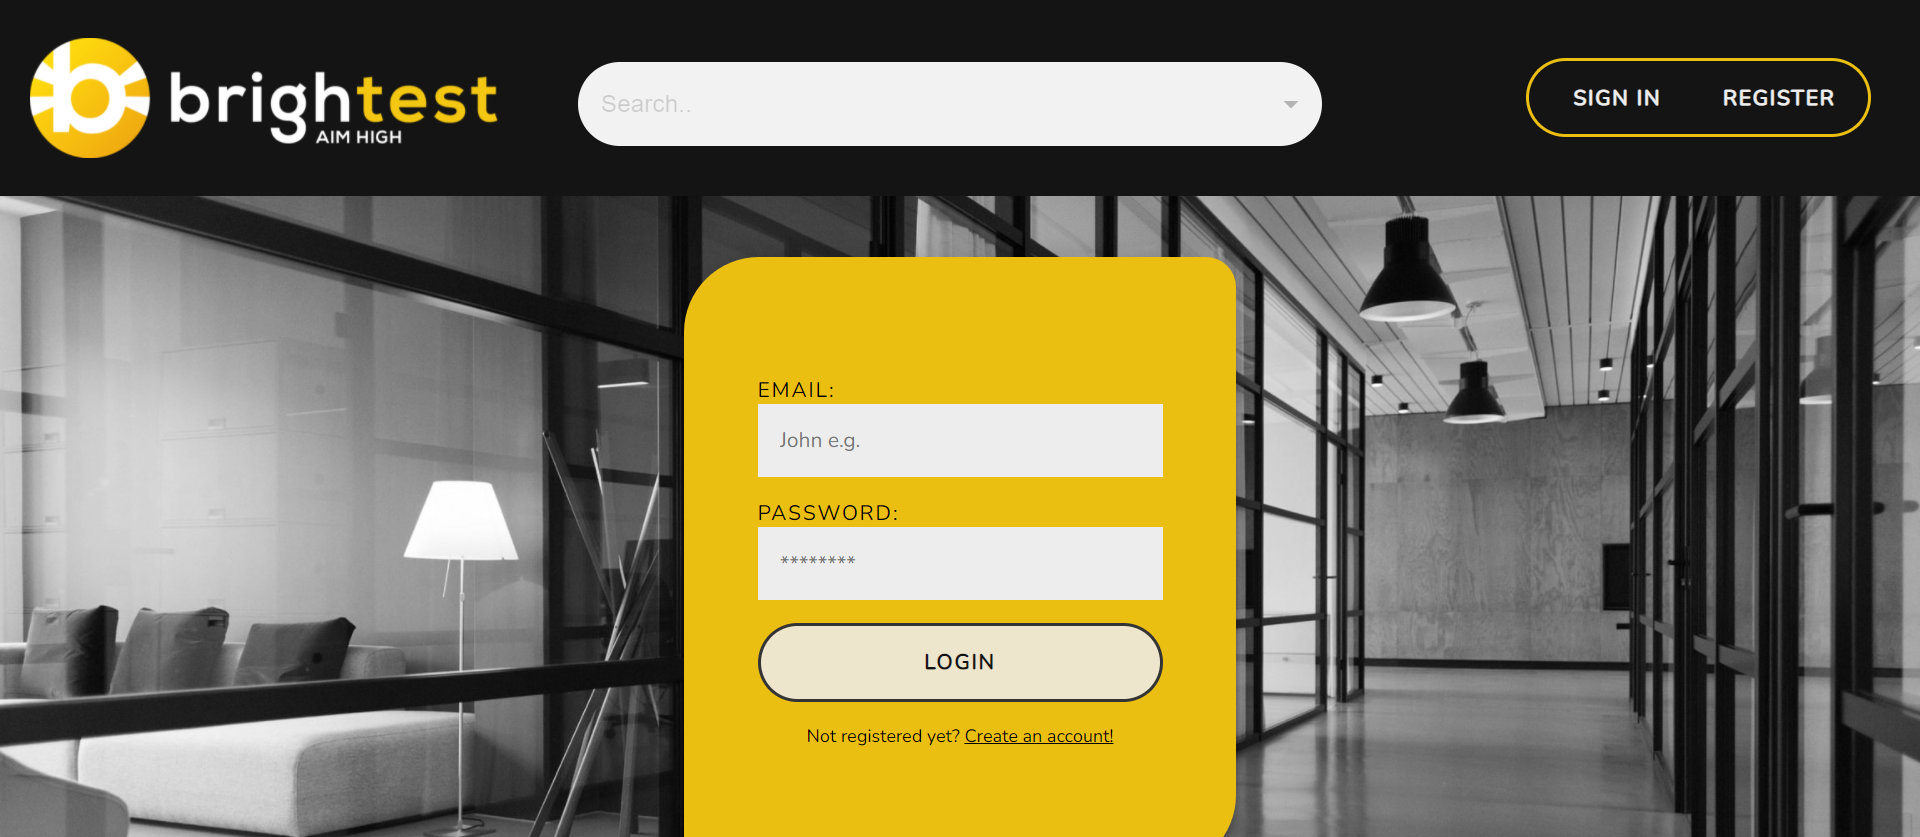 brightest
AIM HIGH
Search..
SIGN IN
REGISTER
EMAIL:
John e.g.
PASSWORD:
********
LOGIN
Not registered yet? Create an account!